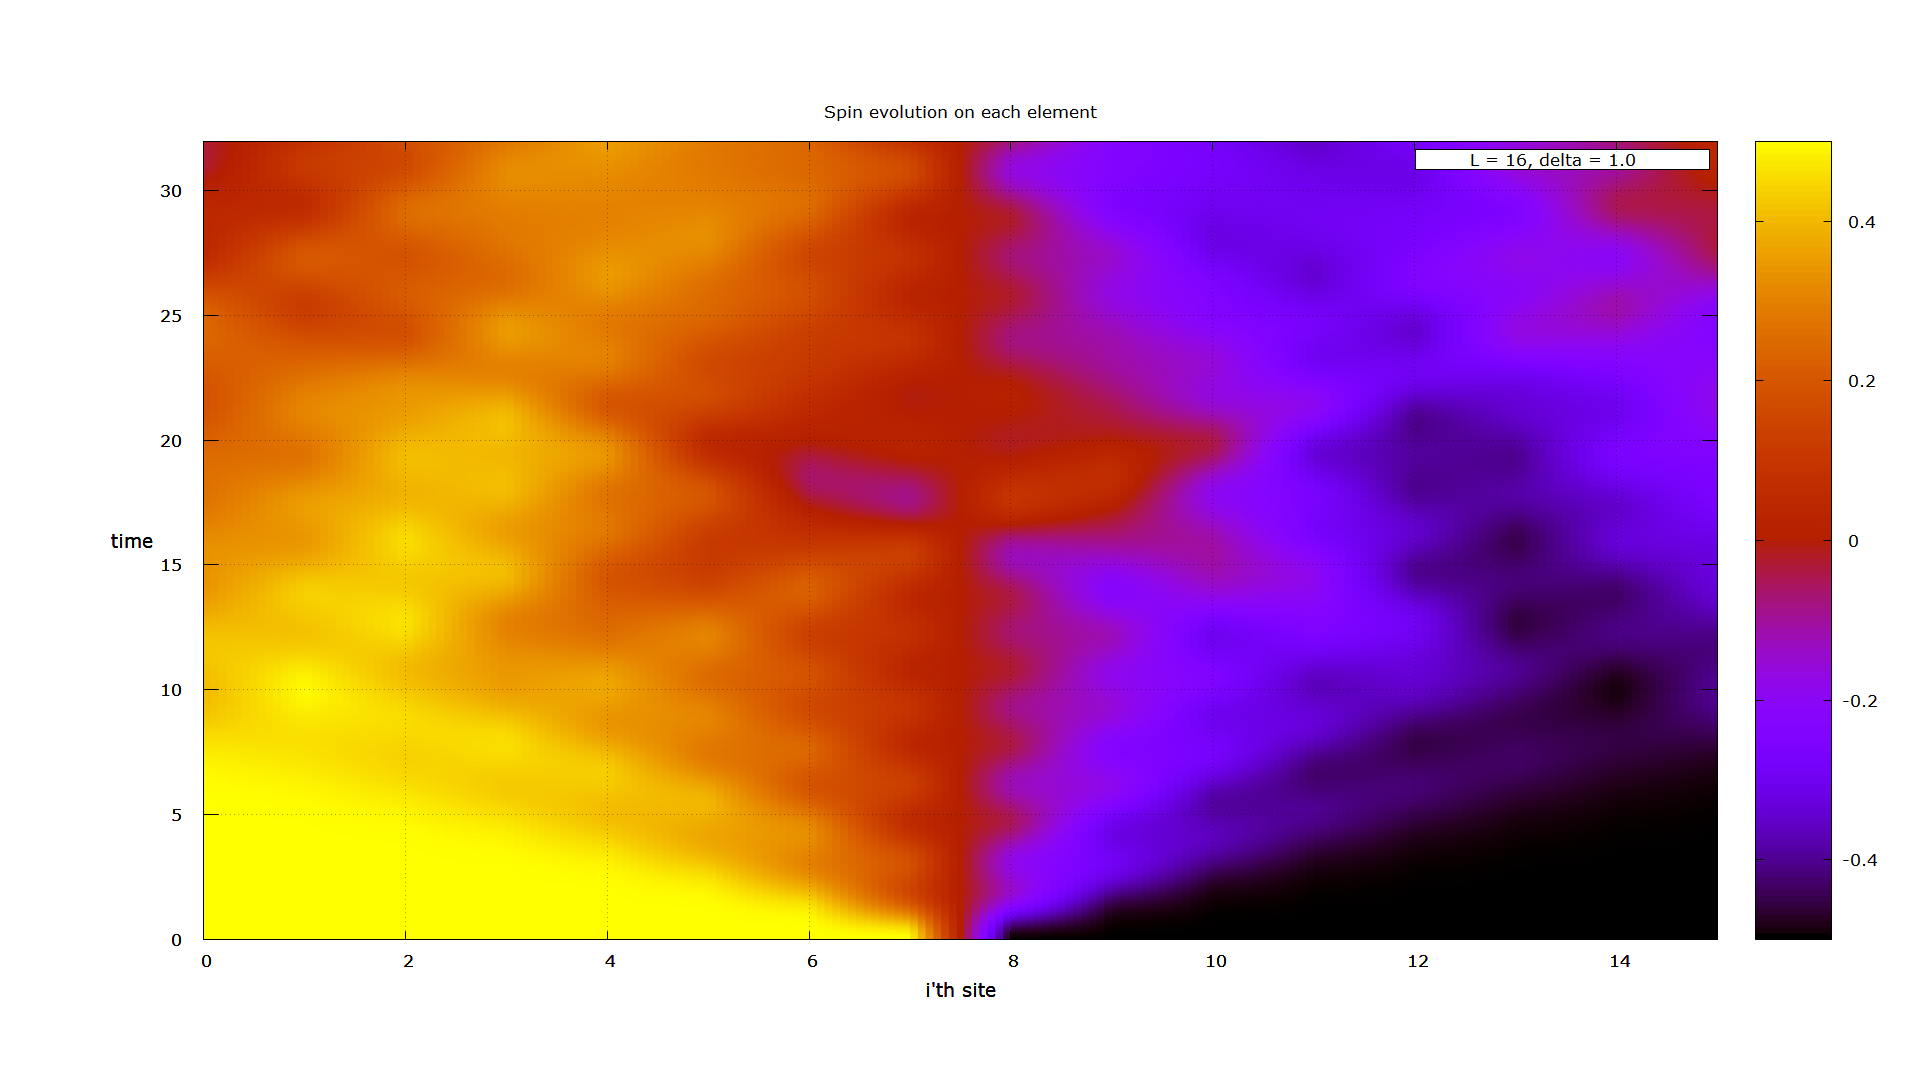 Spin evolution on each element
L = 16, delta = 1.0
30
25
20
15
10
5
0
time
0 2 4 6 8 10 12 14
i'th site
0.4
0.2
0
-0.2
-0.4